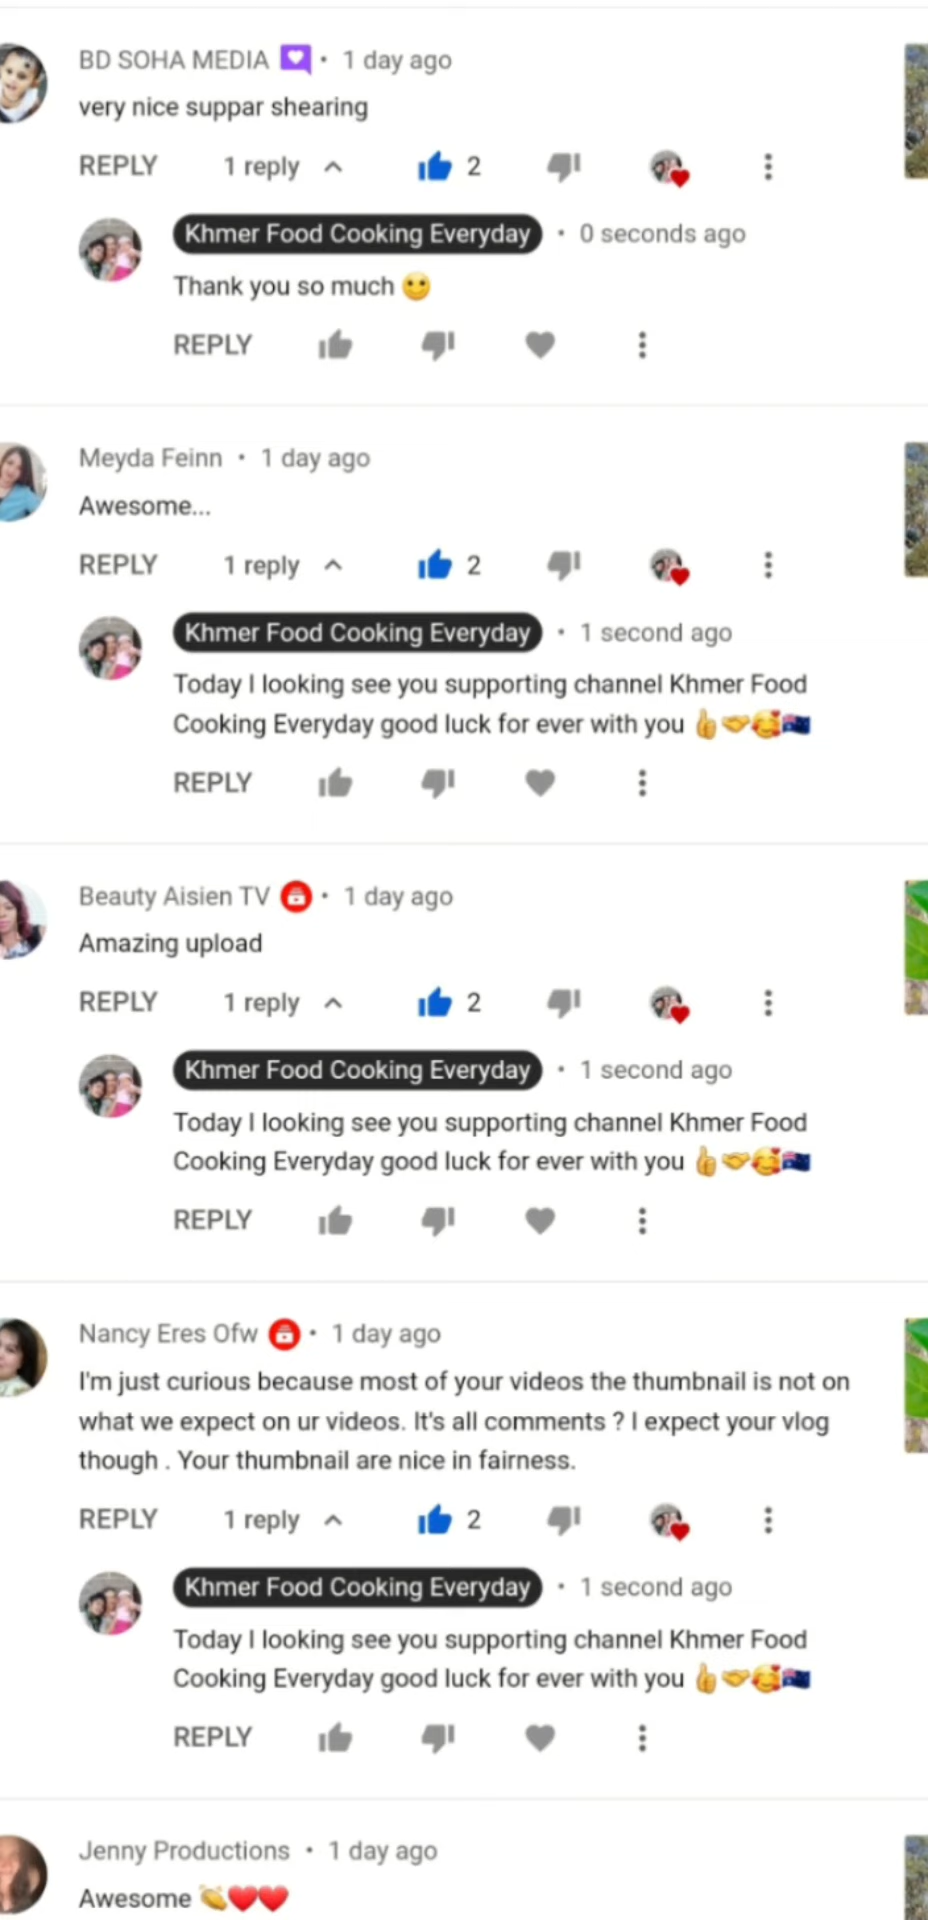 BD SOHA MEDIA • 1 day ago
very nice suppar shearing
REPLY 1 reply 2
Khmer Food Cooking Everyday • 0 seconds ago
Thank you so much 🙂
REPLY
Meyda Feinn • 1 day ago
Awesome...
REPLY 1 reply 2
Khmer Food Cooking Everyday • 1 second ago
Today I looking see you supporting channel Khmer Food
Cooking Everyday good luck for ever with you 👍🤝🥰🇦🇺
REPLY
Beauty Aisien TV • 1 day ago
Amazing upload
REPLY 1 reply 2
Khmer Food Cooking Everyday • 1 second ago
Today I looking see you supporting channel Khmer Food
Cooking Everyday good luck for ever with you 👍🤝🥰🇦🇺
REPLY
Nancy Eres Ofw • 1 day ago
I'm just curious because most of your videos the thumbnail is not on
what we expect on ur videos. It's all comments ? I expect your vlog
though . Your thumbnail are nice in fairness.
REPLY 1 reply 2
Khmer Food Cooking Everyday • 1 second ago
Today I looking see you supporting channel Khmer Food
Cooking Everyday good luck for ever with you 👍🤝🥰🇦🇺
REPLY
Jenny Productions • 1 day ago
Awesome 👏❤️❤️